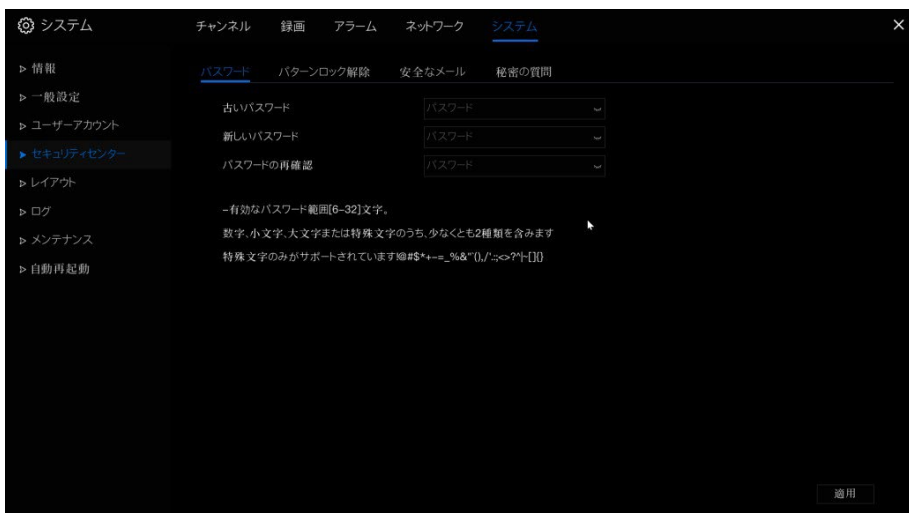 システム
チャンネル 録画 アラーム ネットワーク システム
情報
一般設定
ユーザーアカウント
セキュリティセンター
レイアウト
ログ
メンテナンス
自動再起動
パスワード パターンロック解除 安全なメール 秘密の質問
古いパスワード パスワード
新しいパスワード パスワード
パスワードの再確認 パスワード
–有効なパスワード範囲[6–32]文字。
数字、小文字、大文字または特殊文字のうち、少なくとも2種類を含みます
特殊文字のみがサポートされています!@#$*+-=_%&"`(),/'.:;<>?^|~[]{}
適用